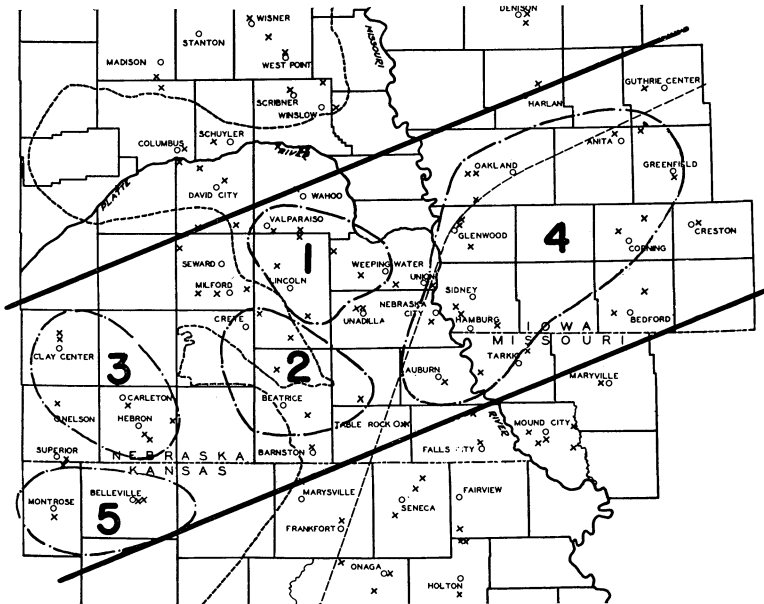 DENISON
WISNER
STANTON
MISSOURI
MADISON
WEST POINT
GUTHRIE CENTER
SCRIBNER
HARLAN
WINSLOW
SCHUYLER
ANITA
COLUMBUS
RIVER
OAKLAND
GREENFIELD
PLATTE
DAVID CITY
WAHOO
VALPARAISO
GLENWOOD
4
CRESTON
1
CORNING
SEWARD
WEEPING WATER
LINCOLN
UNION
MILFORD
SIDNEY
NEBRASKA
CITY
CRETE
UNADILLA
HAMBURG
BEDFORD
IOWA
MISSOURI
CLAY CENTER
TARKIO
3
2
AUBURN
MARYVILLE
CARLETON
BEATRICE
NELSON
HEBRON
TABLE ROCK
RIVER
MOUND CITY
SUPERIOR
NEBRASKA
BARNSTON
FALLS CITY
KANSAS
BELLEVILLE
MARYSVILLE
FAIRVIEW
MONTROSE
SENECA
5
FRANKFORT
ONAGA
HOLTON